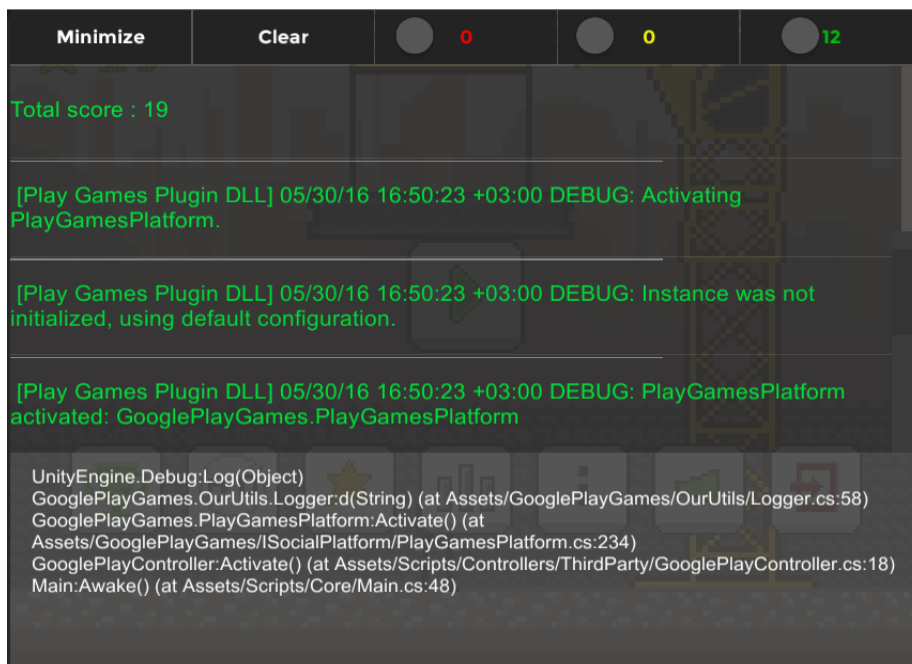 Minimize Clear 0 0 12
Total score : 19
[Play Games Plugin DLL] 05/30/16 16:50:23 +03:00 DEBUG: Activating
PlayGamesPlatform.
[Play Games Plugin DLL] 05/30/16 16:50:23 +03:00 DEBUG: Instance was not
initialized, using default configuration.
[Play Games Plugin DLL] 05/30/16 16:50:23 +03:00 DEBUG: PlayGamesPlatform
activated: GooglePlayGames.PlayGamesPlatform
UnityEngine.Debug:Log(Object)
GooglePlayGames.OurUtils.Logger:d(String) (at Assets/GooglePlayGames/OurUtils/Logger.cs:58)
GooglePlayGames.PlayGamesPlatform:Activate() (at
Assets/GooglePlayGames/ISocialPlatform/PlayGamesPlatform.cs:234)
GooglePlayController:Activate() (at Assets/Scripts/Controllers/ThirdParty/GooglePlayController.cs:18)
Main:Awake() (at Assets/Scripts/Core/Main.cs:48)